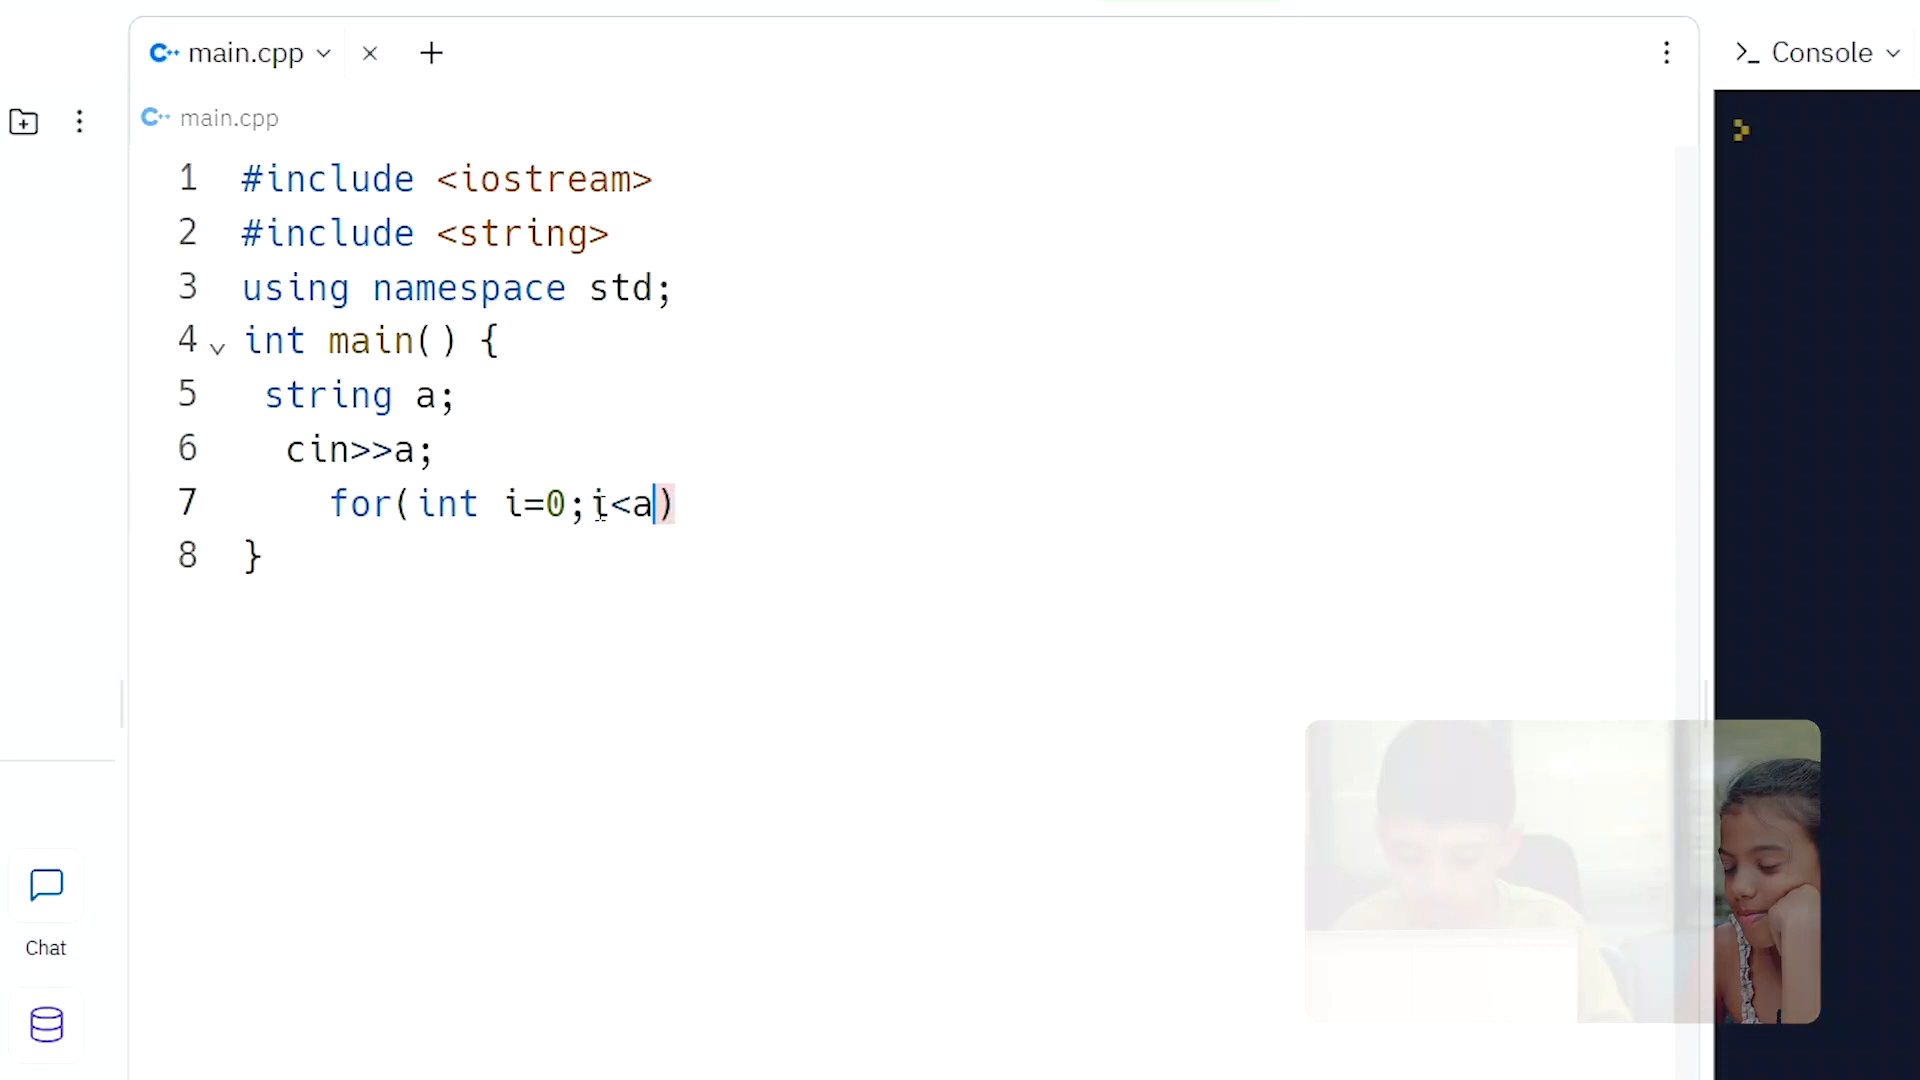 main.cpp
Console
main.cpp
1 #include <iostream>
2 #include <string>
3 using namespace std;
4 int main() {
5 string a;
6 cin>>a;
7 for(int i=0;i<a)
8 }
Chat